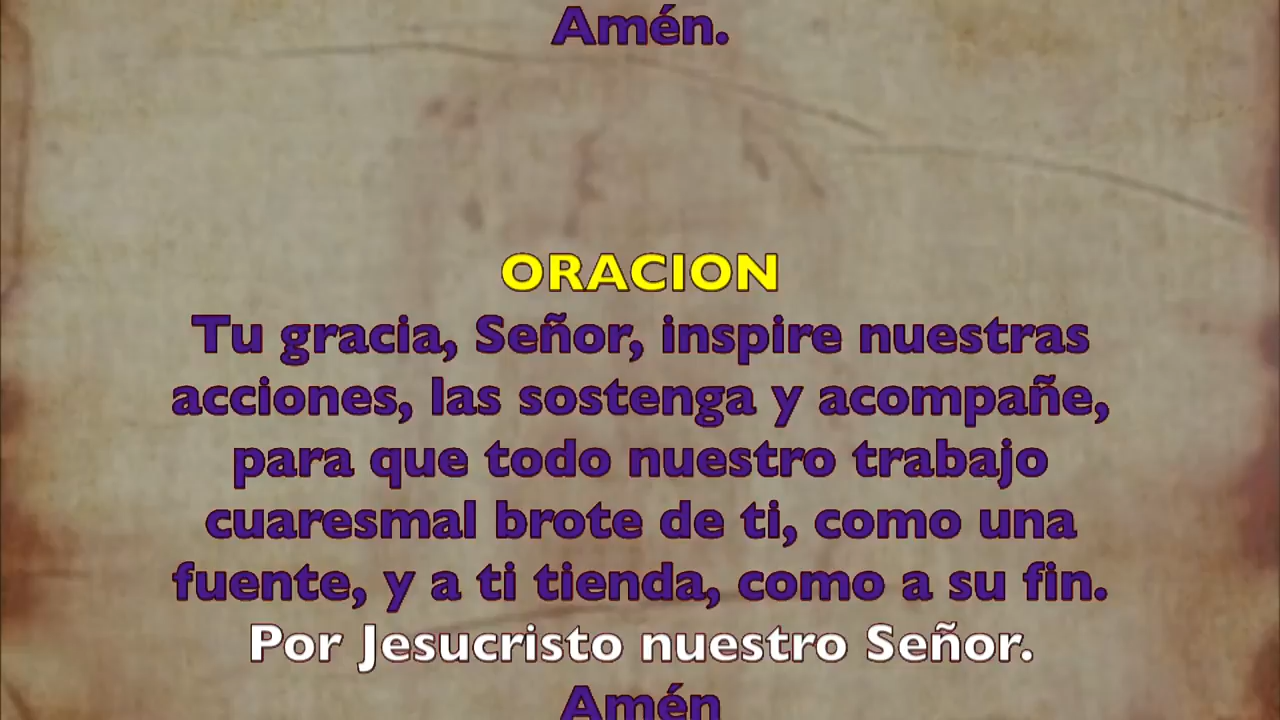 Amén.
ORACION
Tu gracia, Señor, inspire nuestras
acciones, las sostenga y acompañe,
para que todo nuestro trabajo
cuaresmal brote de ti, como una
fuente, y a ti tienda, como a su fin.
Por Jesucristo nuestro Señor.
Amén